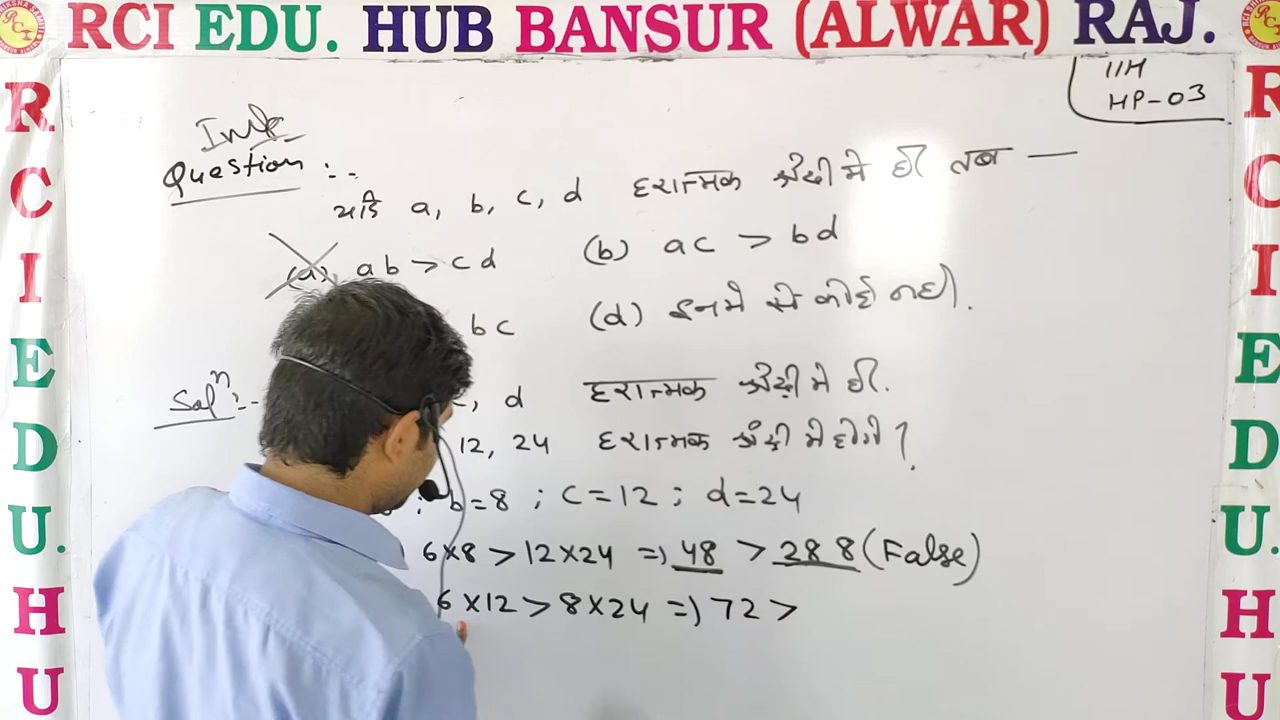 RCI EDU. HUB BANSUR (ALWAR) RAJ.
11H
HP-03
Imp
Question :-
यदि a, b, c, d हरात्मक श्रेढ़ी मे हो तब —
(a) ab > cd (b) ac > bd
bc (d) इनमे से कोई नही.
Solⁿ :- c, d हरात्मक श्रेढ़ी मे हो.
12, 24 हरात्मक श्रेढ़ी मे होगे ?
; b=8 ; c=12 ; d=24
6×8 > 12×24 =) 48 > 288 (False)
6×12 > 8×24 =) 72 >
R
C
I
E
D
U.
H
U
R
C
I
E
D
U.
H
U